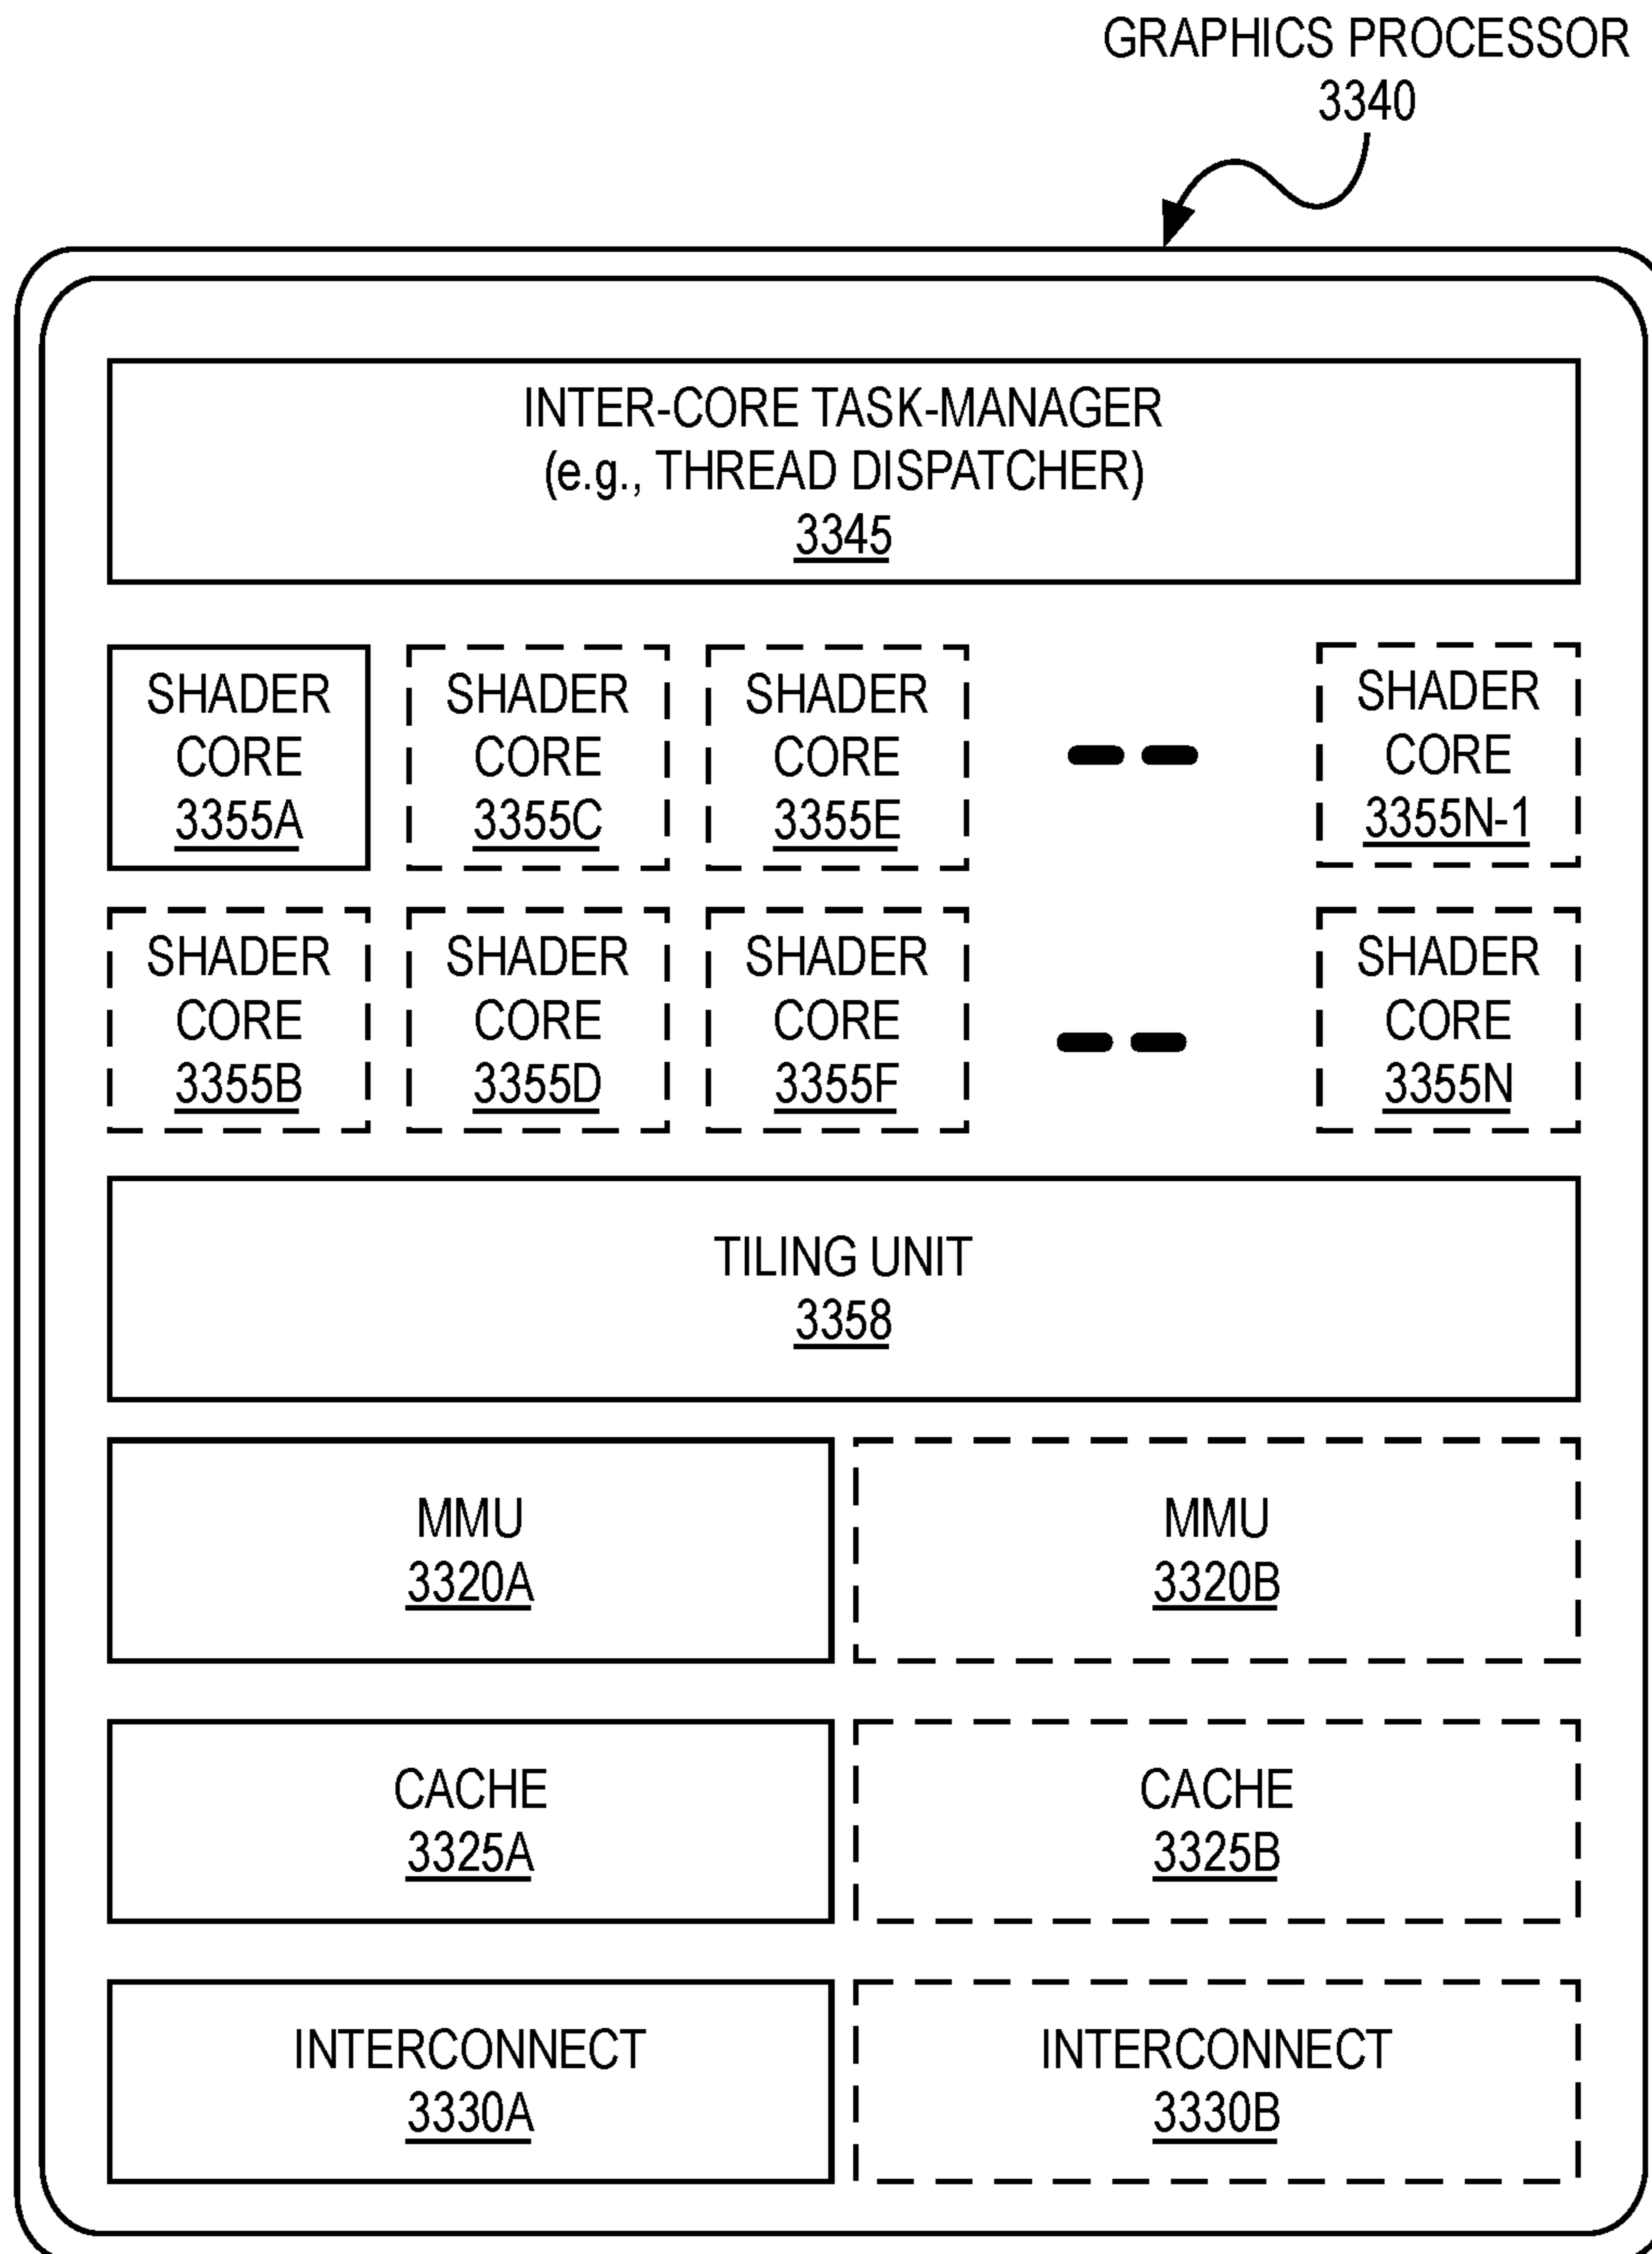 GRAPHICS PROCESSOR
3340
INTER-CORE TASK-MANAGER
(e.g., THREAD DISPATCHER)
3345
SHADER
CORE
3355A
SHADER
CORE
3355C
SHADER
CORE
3355E
SHADER
CORE
3355N-1
SHADER
CORE
3355B
SHADER
CORE
3355D
SHADER
CORE
3355F
SHADER
CORE
3355N
TILING UNIT
3358
MMU
3320A
MMU
3320B
CACHE
3325A
CACHE
3325B
INTERCONNECT
3330A
INTERCONNECT
3330B